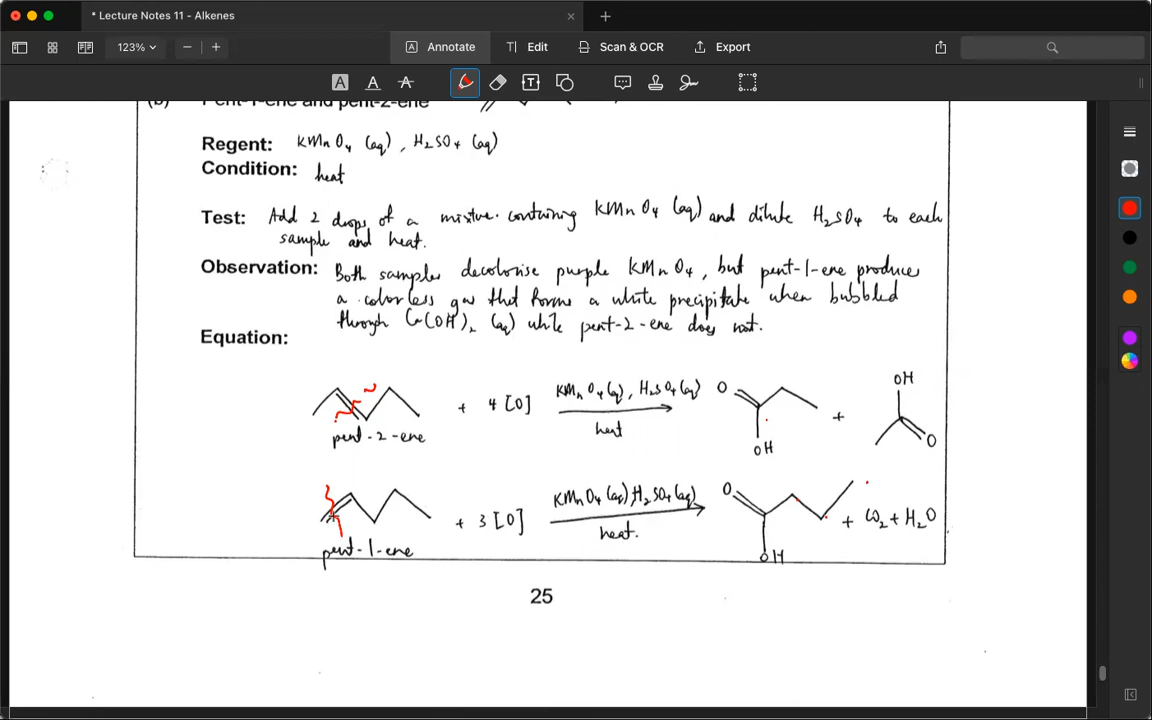 * Lecture Notes 11 - Alkenes
123%
Annotate
Edit
Scan & OCR
Export
(b) Pent-1-ene and pent-2-ene
Regent: KMnO₄ (aq), H₂SO₄ (aq)
Condition: heat
Test: Add 2 drops of a mixture containing KMnO₄ (aq) and dilute H₂SO₄ to each
sample and heat.
Observation: Both samples decolorise purple KMnO₄, but pent-1-ene produces
a colorless gas that forms a white precipitate when bubbled
through Ca(OH)₂ (aq) while pent-2-ene does not.
Equation:
+ 4 [O] KMnO₄ (aq), H₂SO₄ (aq) heat O OH + OH O
pent-2-ene
+ 3 [O] KMnO₄ (aq), H₂SO₄ (aq) heat. O OH + CO₂ + H₂O
pent-1-ene
25